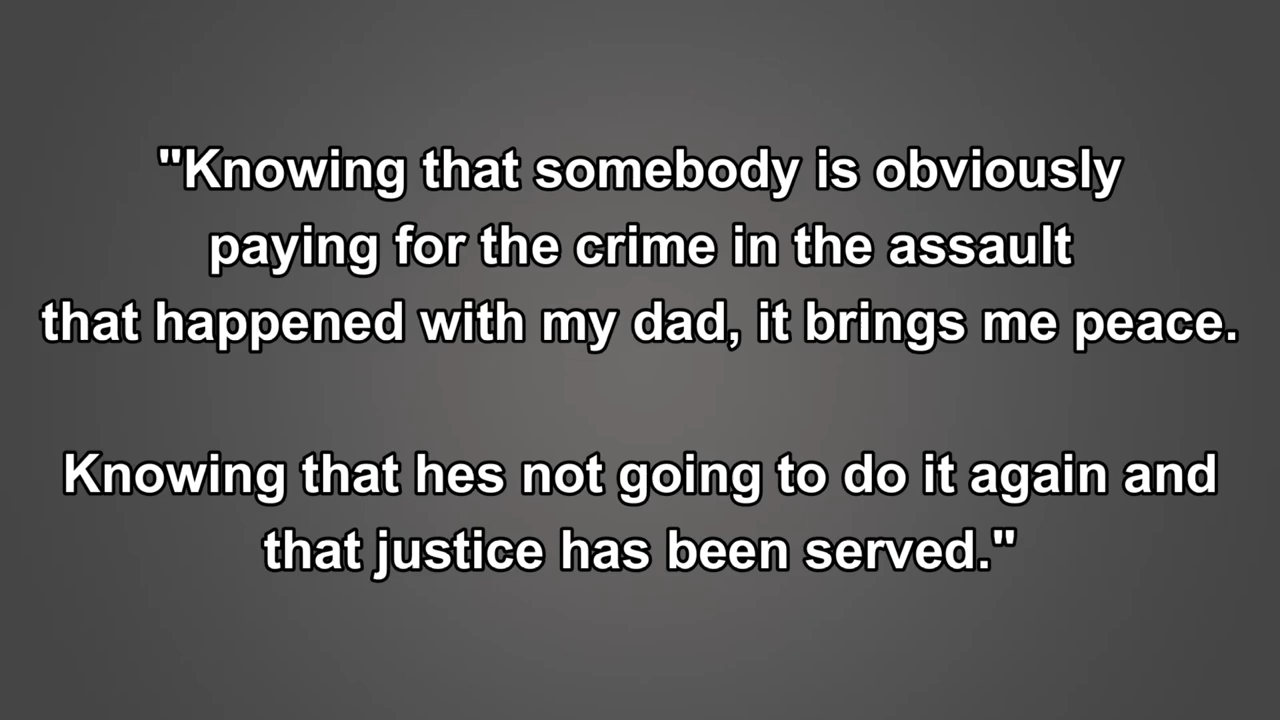 "Knowing that somebody is obviously
paying for the crime in the assault
that happened with my dad, it brings me peace.
Knowing that hes not going to do it again and
that justice has been served."